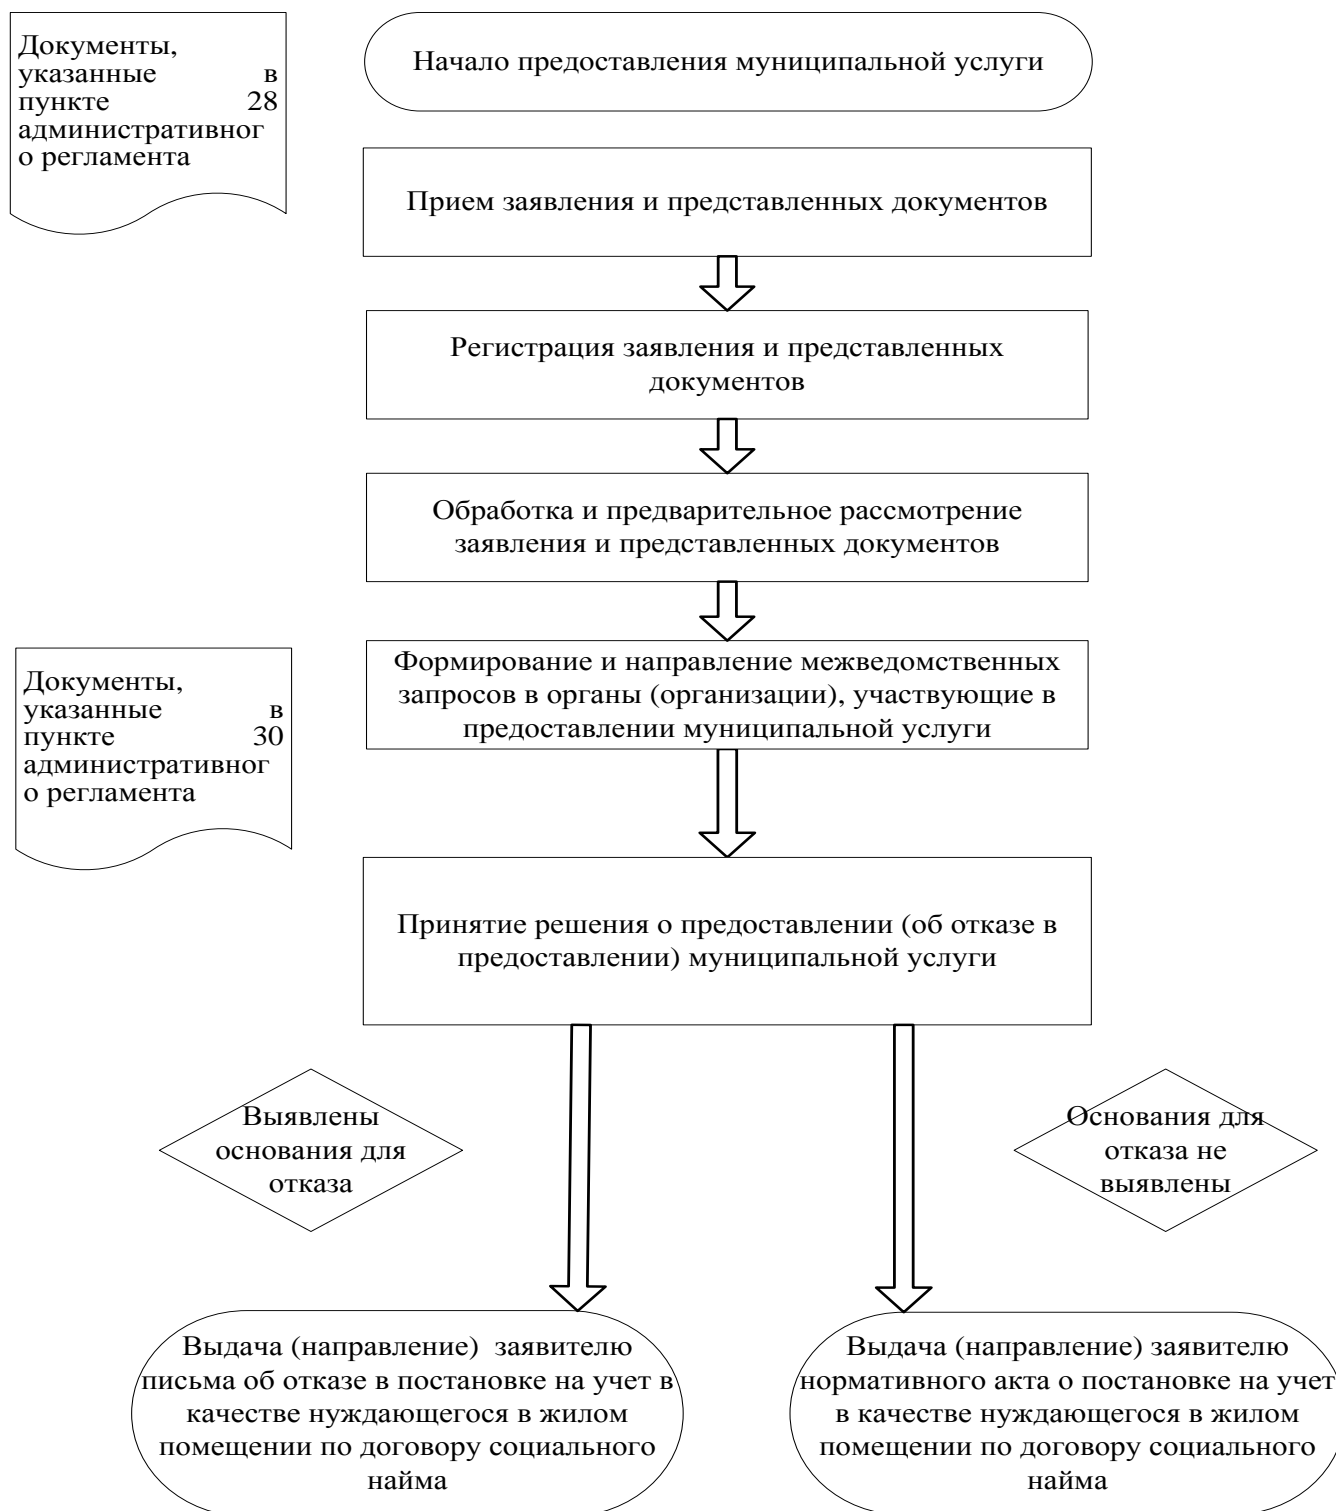 Документы,
указанные в
пункте 28
административног
о регламента
Начало предоставления муниципальной услуги
Прием заявления и представленных документов
Регистрация заявления и представленных
документов
Обработка и предварительное рассмотрение
заявления и представленных документов
Формирование и направление межведомственных
запросов в органы (организации), участвующие в
предоставлении муниципальной услуги
Документы,
указанные в
пункте 30
административног
о регламента
Принятие решения о предоставлении (об отказе в
предоставлении) муниципальной услуги
Выявлены
основания для
отказа
Основания для
отказа не
выявлены
Выдача (направление) заявителю
письма об отказе в постановке на учет в
качестве нуждающегося в жилом
помещении по договору социального
найма
Выдача (направление) заявителю
нормативного акта о постановке на учет
в качестве нуждающегося в жилом
помещении по договору социального
найма